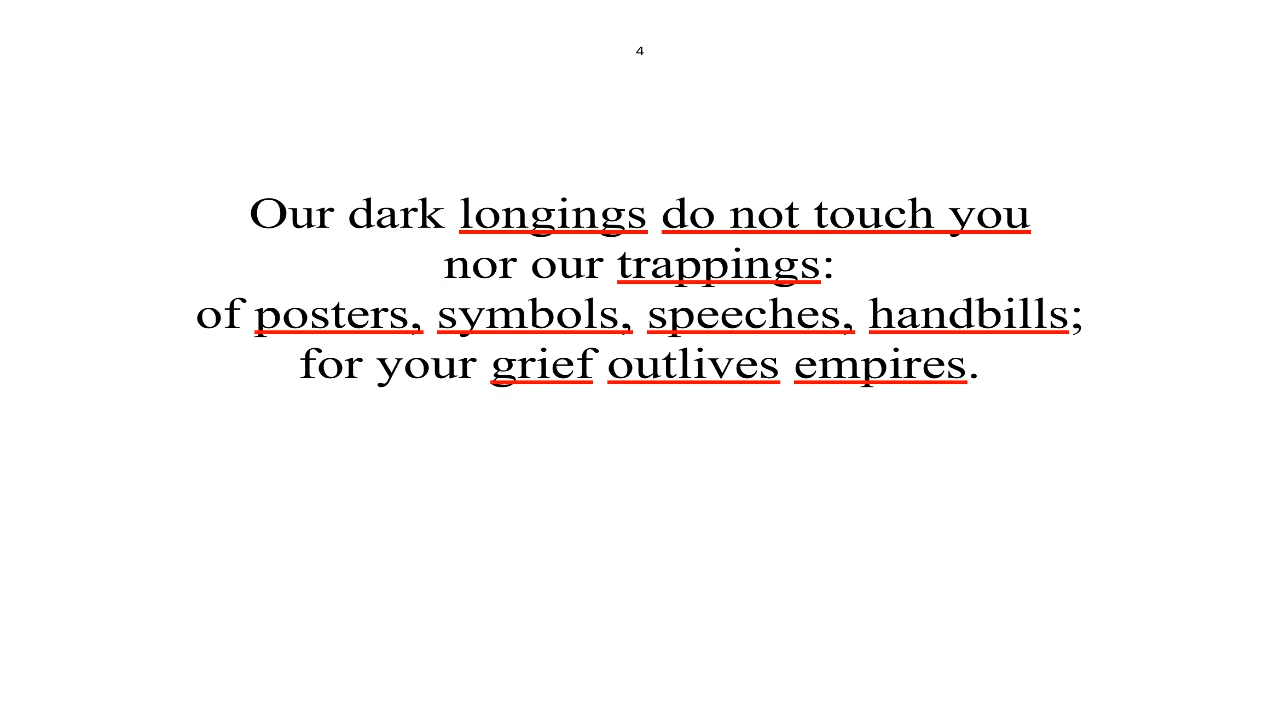 4
Our dark longings do not touch you
nor our trappings:
of posters, symbols, speeches, handbills;
for your grief outlives empires.